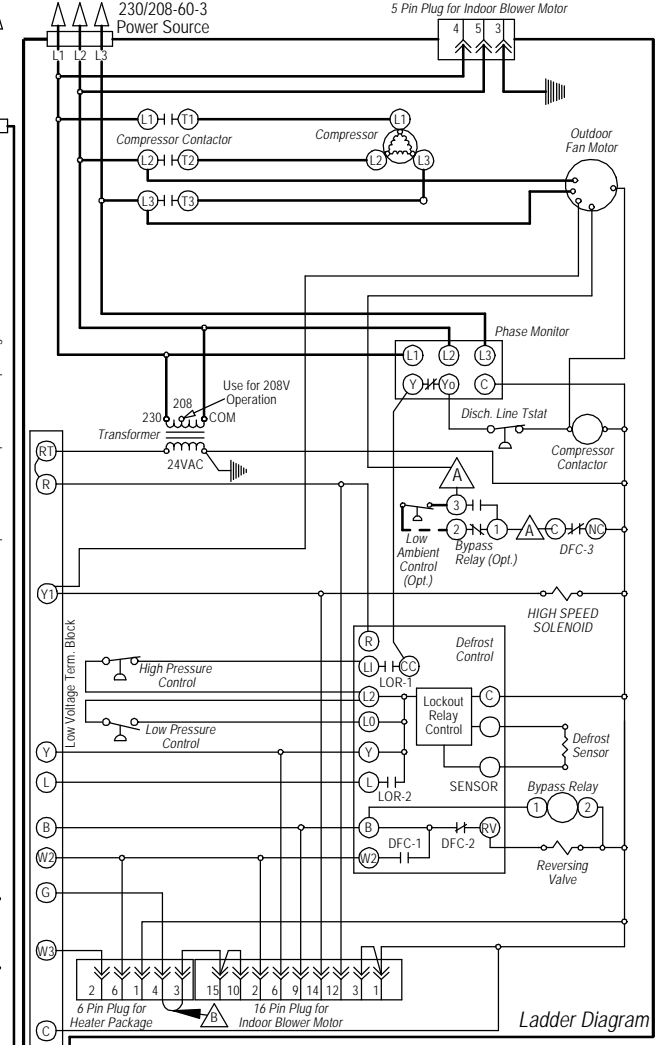 230/208-60-3
Power Source
5 Pin Plug for Indoor Blower Motor
4 5 3
L1 L2 L3
L1 T1
Compressor Contactor
L2 T2
L3 T3
Compressor
L1
L2 L3
Outdoor
Fan Motor
Phase Monitor
L1 L2 L3
Y Yo C
Use for 208V
Operation
208
230 COM
Transformer
24VAC
Disch. Line Tstat
Compressor
Contactor
RT
R
A
3
2 1 A C NC
Low
Ambient
Control
(Opt.)
Bypass
Relay (Opt.)
DFC-3
Y1
HIGH SPEED
SOLENOID
Low Voltage Term. Block
R
Defrost
Control
High Pressure
Control
LI CC
LOR-1
L2
Lockout
Relay
Control
C
Low Pressure
Control
L0
Defrost
Sensor
Y
Y
SENSOR
L
L
LOR-2
Bypass Relay
1 2
B
B
DFC-1 DFC-2 RV
W2
W2
Reversing
Valve
G
W3
2 6 1 4 3 15 10 2 6 9 14 12 3 1
6 Pin Plug for
Heater Package
B
16 Pin Plug for
Indoor Blower Motor
C
Ladder Diagram